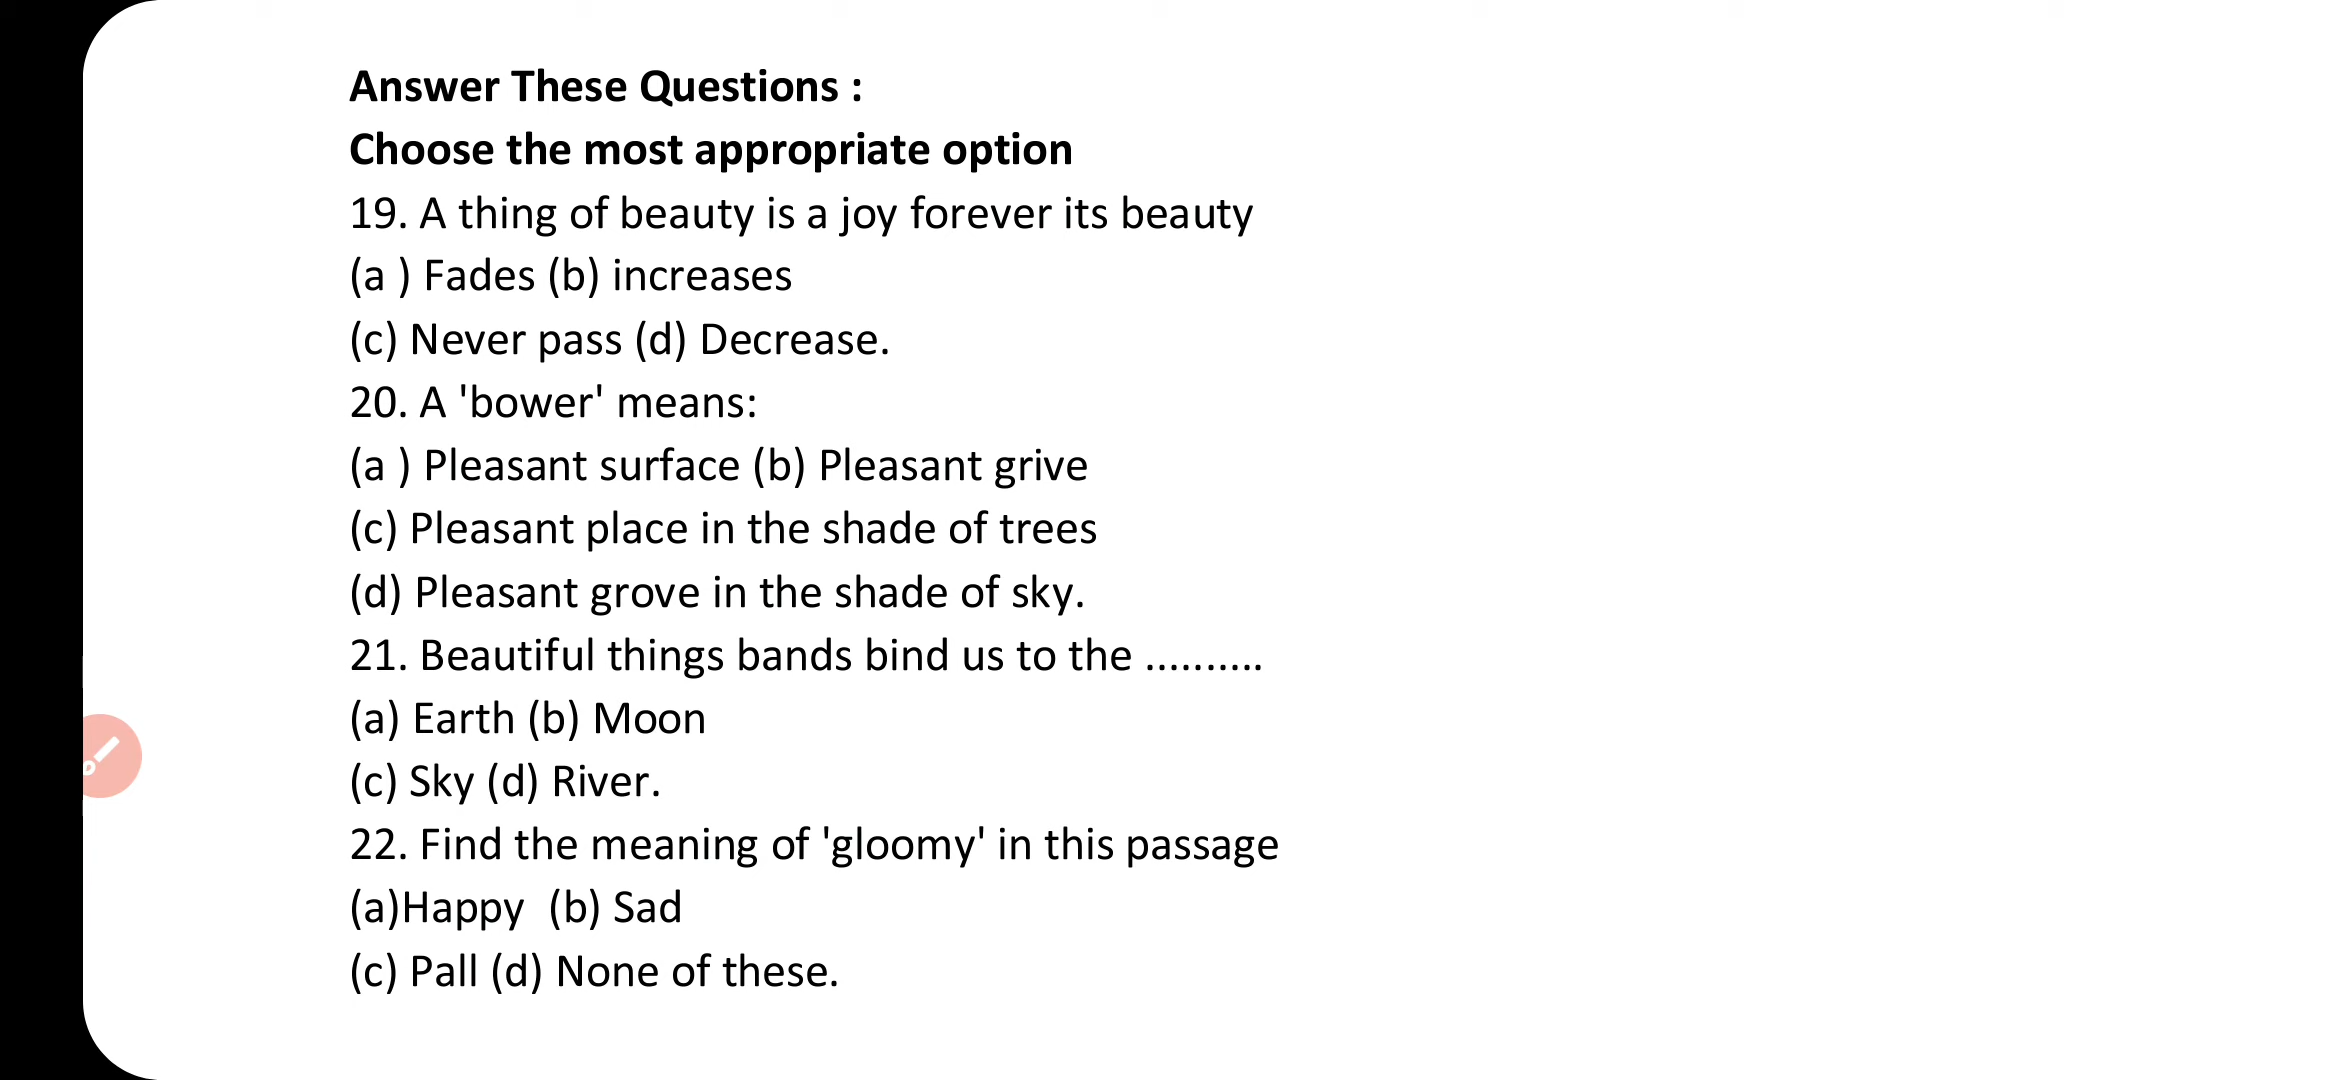 Answer These Questions :
Choose the most appropriate option
19. A thing of beauty is a joy forever its beauty
(a ) Fades (b) increases
(c) Never pass (d) Decrease.
20. A 'bower' means:
(a ) Pleasant surface (b) Pleasant grive
(c) Pleasant place in the shade of trees
(d) Pleasant grove in the shade of sky.
21. Beautiful things bands bind us to the ..........
(a) Earth (b) Moon
(c) Sky (d) River.
22. Find the meaning of 'gloomy' in this passage
(a)Happy  (b) Sad
(c) Pall (d) None of these.